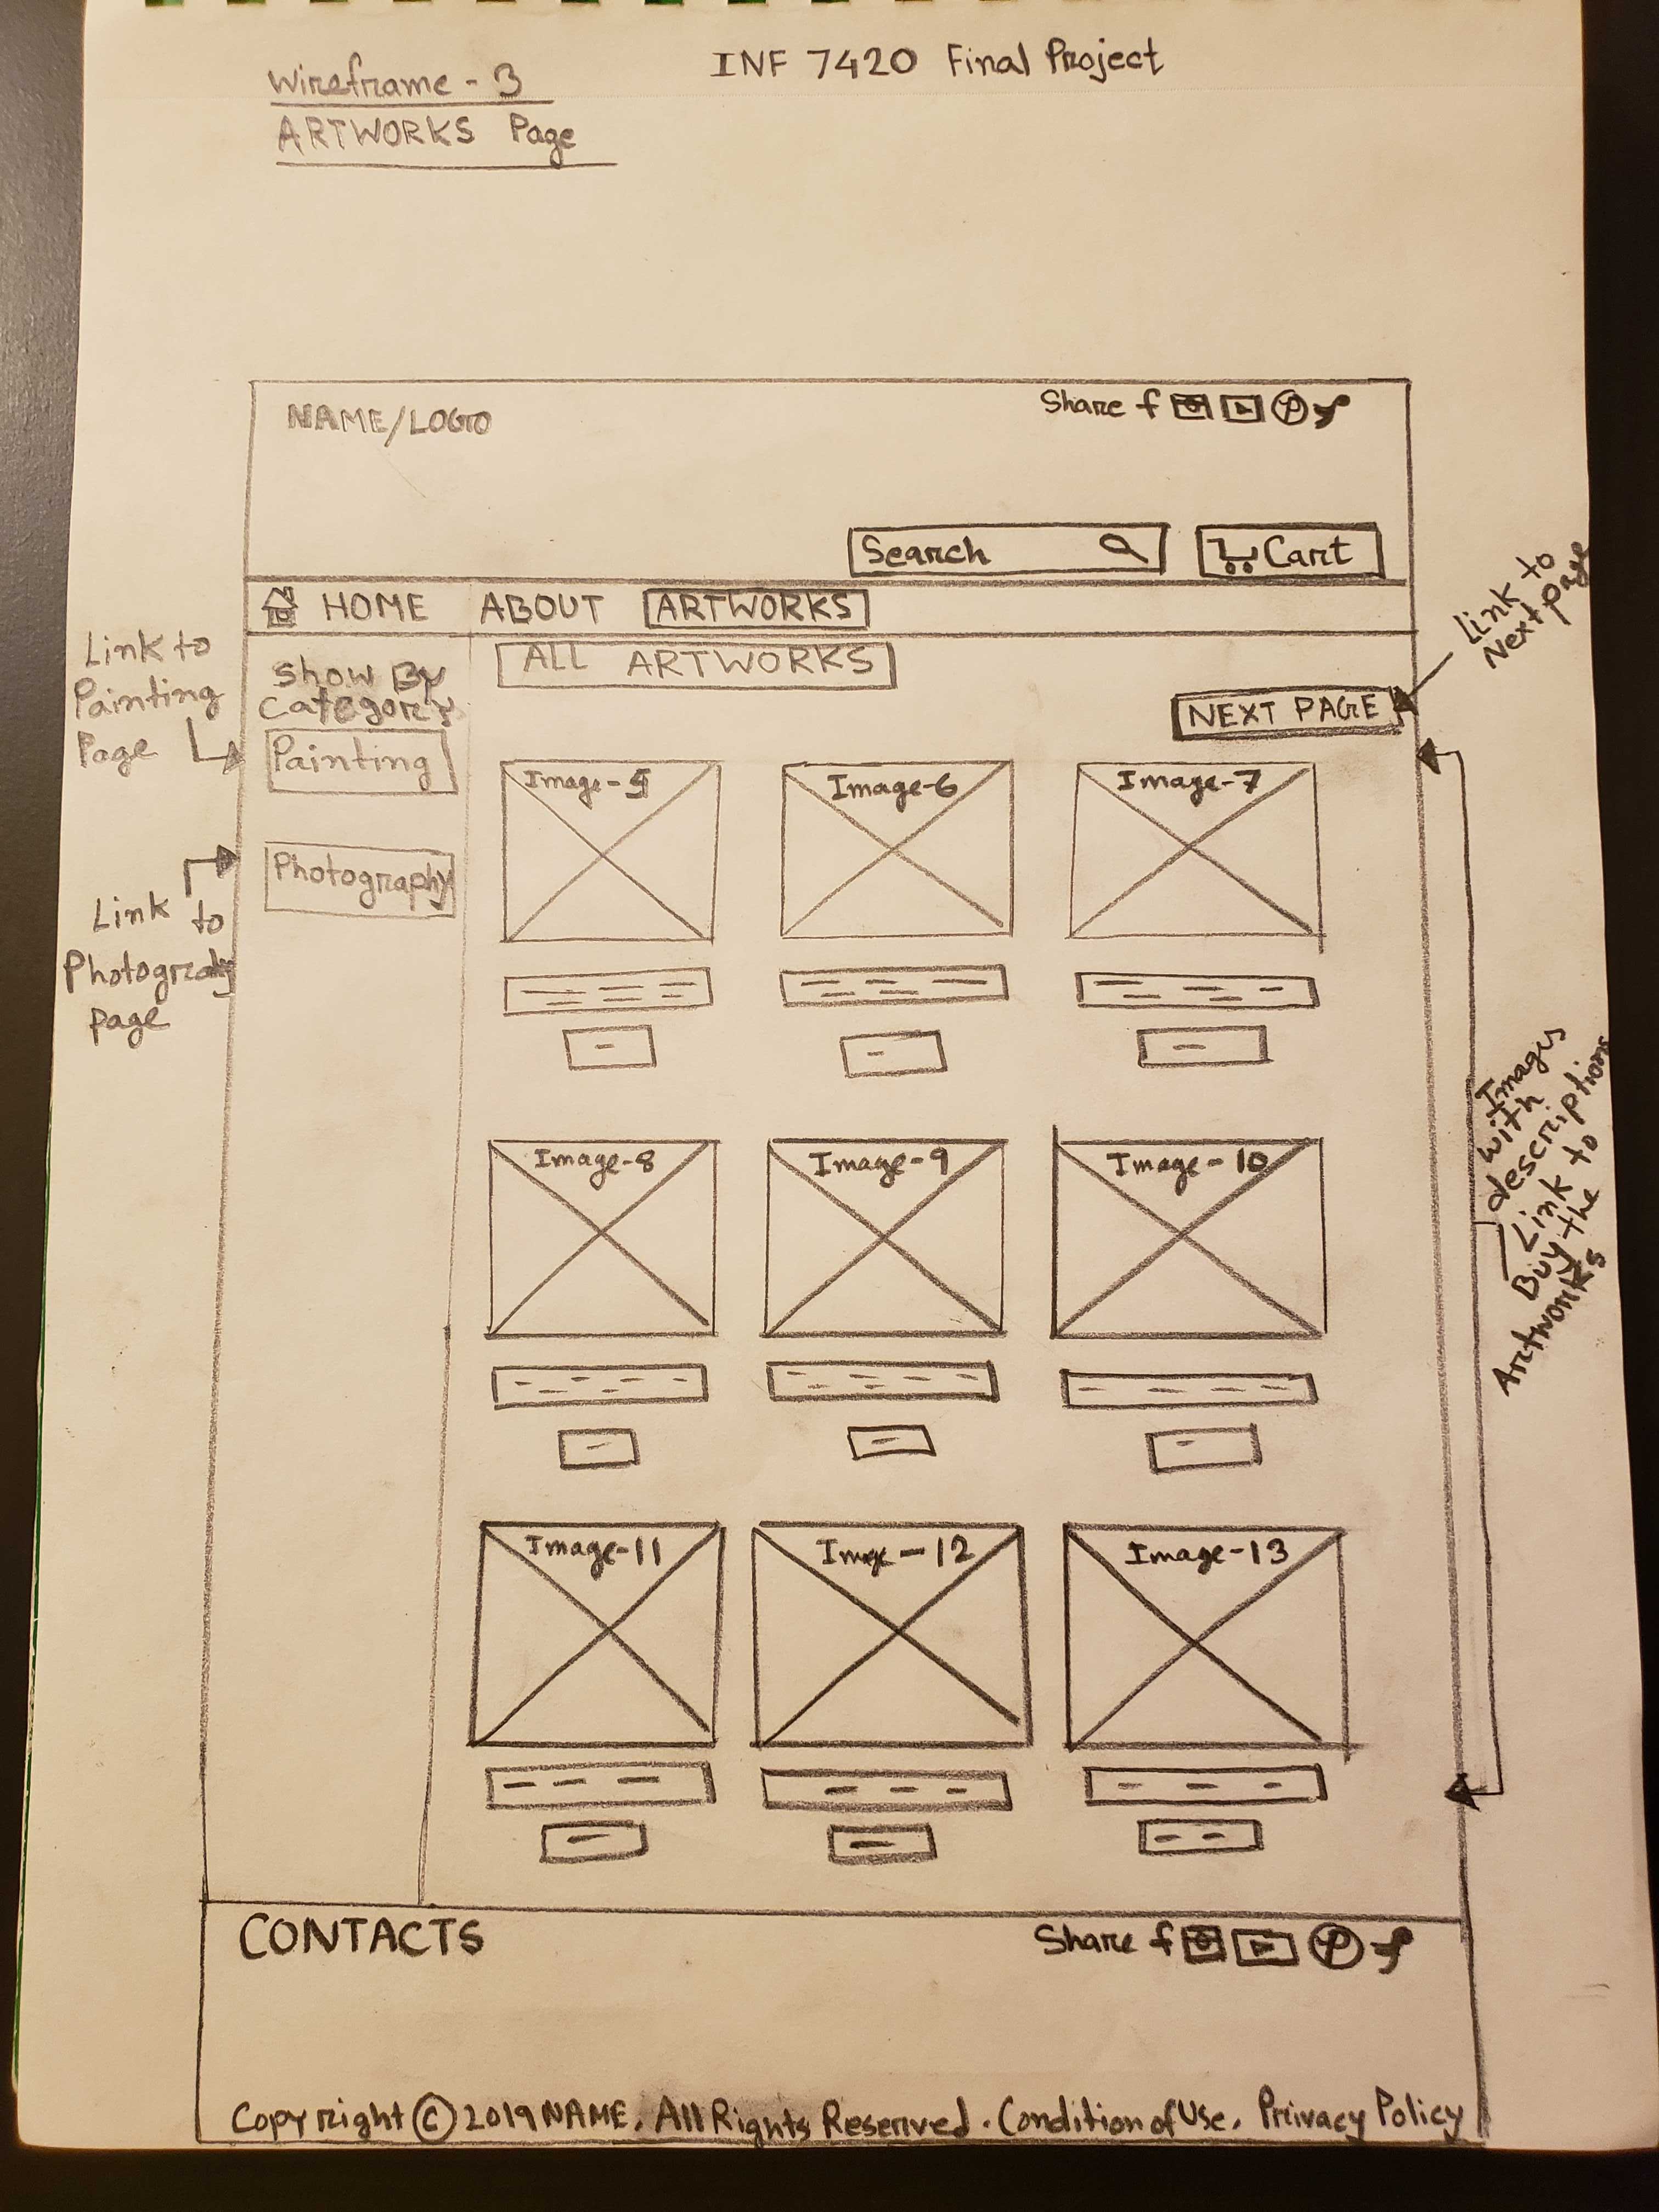 INF 7420 Final Project
Wireframe - 3
ARTWORKS Page
NAME/LOGO
Share f
Search
Cart
HOME ABOUT ARTWORKS
Link to
Next page
Link to
Painting
Page
Show By
Category
ALL ARTWORKS
NEXT PAGE
Painting
Photography
Link to
Photography
page
Image-5 Image-6 Image-7
Images
with
description
Link to
Buy the
Artworks
Image-8 Image-9 Image-10
Image-11 Imge-12 Image-13
CONTACTS
Share f
Copyright © 2019 NAME. All Rights Reserved. Condition of Use. Privacy Policy